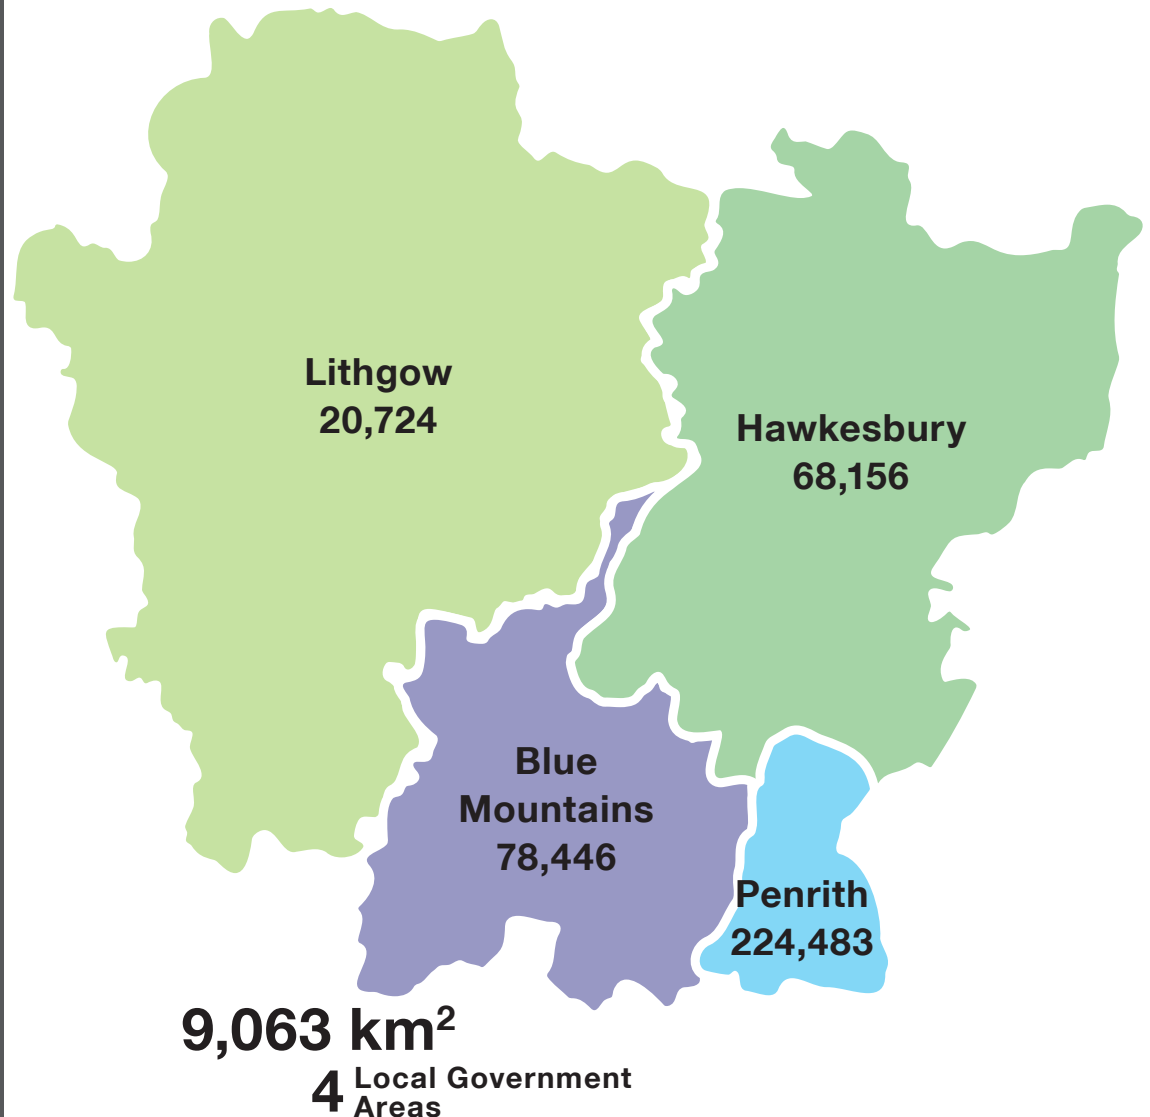 Lithgow
20,724
Hawkesbury
68,156
Blue
Mountains
78,446
Penrith
224,483
9,063 km²
4 Local Government
Areas